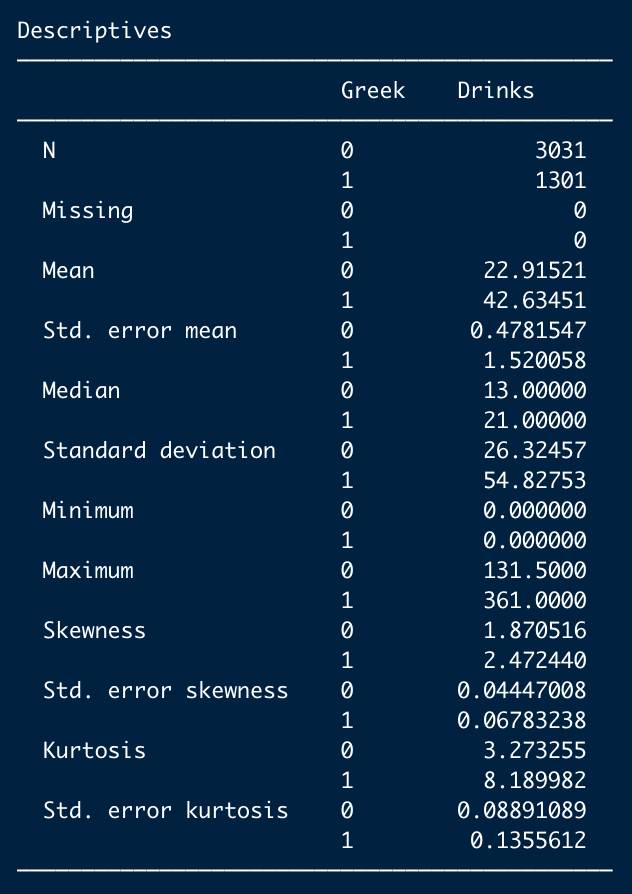 Descriptives
Greek Drinks
N 0 3031
1 1301
Missing 0 0
1 0
Mean 0 22.91521
1 42.63451
Std. error mean 0 0.4781547
1 1.520058
Median 0 13.00000
1 21.00000
Standard deviation 0 26.32457
1 54.82753
Minimum 0 0.000000
1 0.000000
Maximum 0 131.5000
1 361.0000
Skewness 0 1.870516
1 2.472440
Std. error skewness 0 0.04447008
1 0.06783238
Kurtosis 0 3.273255
1 8.189982
Std. error kurtosis 0 0.08891089
1 0.1355612